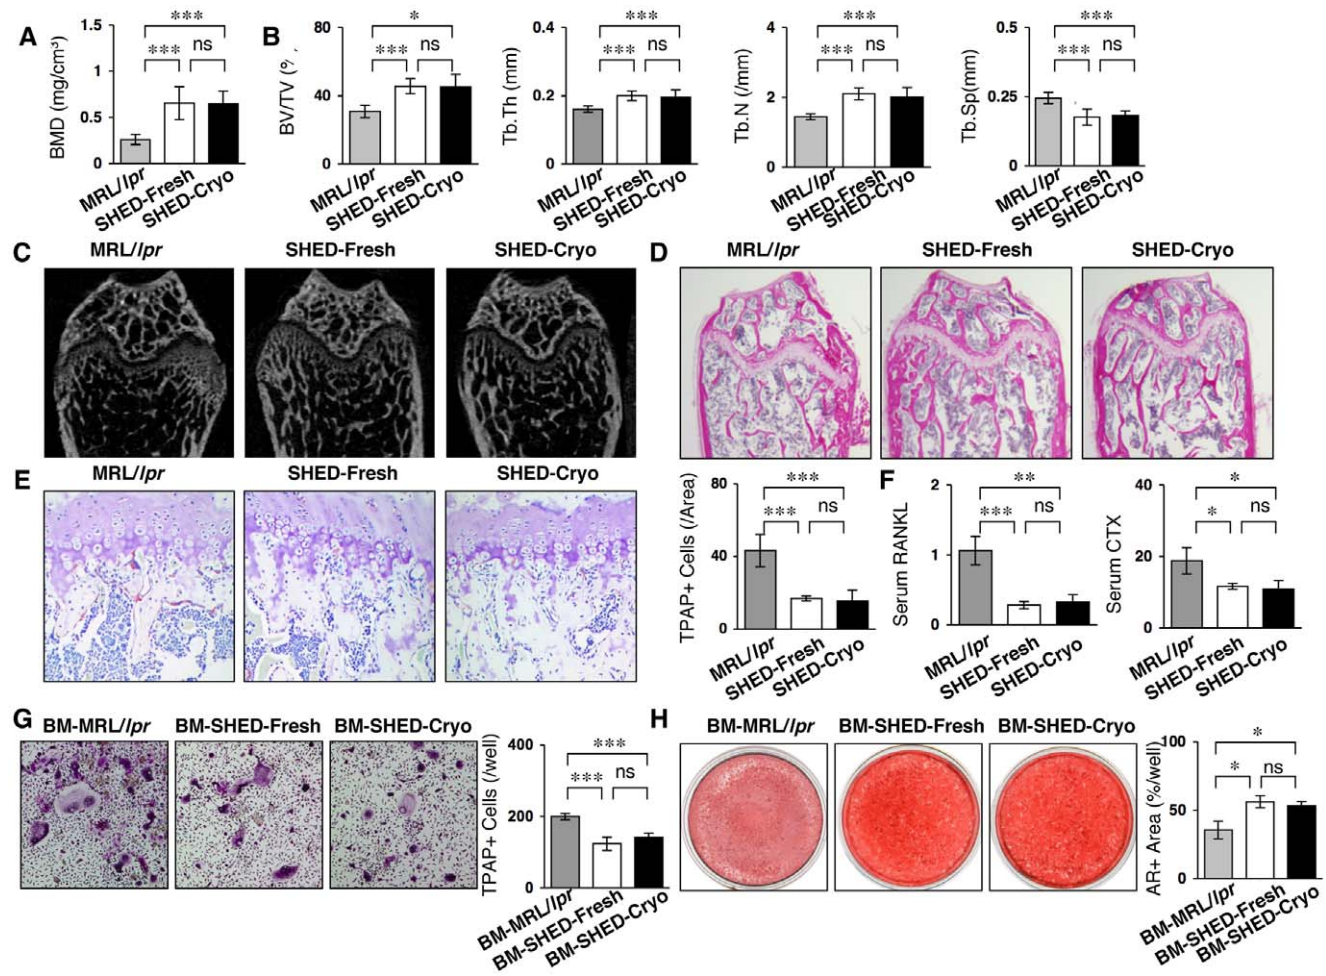 A
BMD (mg/cm³)
1.5
1
0.5
0
***
***
ns
MRL/lpr
SHED-Fresh
SHED-Cryo
B
BV/TV (%
80
40
0
*
***
ns
MRL/lpr
SHED-Fresh
SHED-Cryo
Tb.Th (mm)
0.4
0.2
0
***
***
ns
MRL/lpr
SHED-Fresh
SHED-Cryo
Tb.N (/mm)
4
2
0
***
***
ns
MRL/lpr
SHED-Fresh
SHED-Cryo
Tb.Sp(mm)
0.5
0.25
0
***
***
ns
MRL/lpr
SHED-Fresh
SHED-Cryo
C
MRL/lpr
SHED-Fresh
SHED-Cryo
D
MRL/lpr
SHED-Fresh
SHED-Cryo
E
MRL/lpr
SHED-Fresh
SHED-Cryo
TPAP+ Cells (/Area)
80
40
0
***
***
ns
MRL/lpr
SHED-Fresh
SHED-Cryo
F
Serum RANKL
2
1
0
**
***
ns
MRL/lpr
SHED-Fresh
SHED-Cryo
Serum CTX
40
20
0
*
*
ns
MRL/lpr
SHED-Fresh
SHED-Cryo
G
BM-MRL/lpr
BM-SHED-Fresh
BM-SHED-Cryo
TPAP+ Cells (/well)
400
200
0
***
***
ns
BM-MRL/lpr
BM-SHED-Fresh
BM-SHED-Cryo
H
BM-MRL/lpr
BM-SHED-Fresh
BM-SHED-Cryo
AR+ Area (%/well)
100
50
0
*
*
ns
BM-MRL/lpr
BM-SHED-Fresh
BM-SHED-Cryo